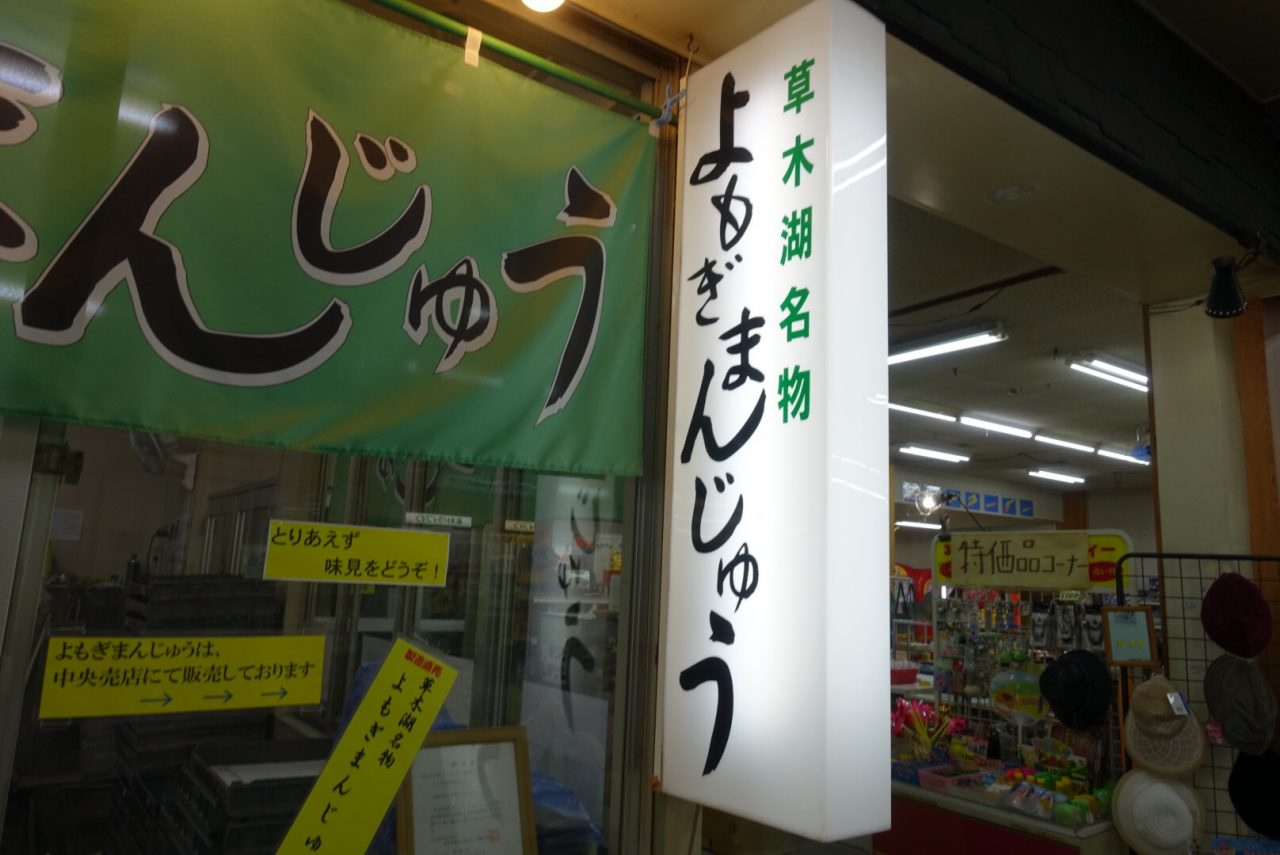 まんじゅう
草木湖名物
よもぎまんじゅう
とりあえず
味見をどうぞ！
よもぎまんじゅうは、
中央売店にて販売しております
→ → →
製造直売
草木湖名物
よもぎまんじゅ
特価品コーナー